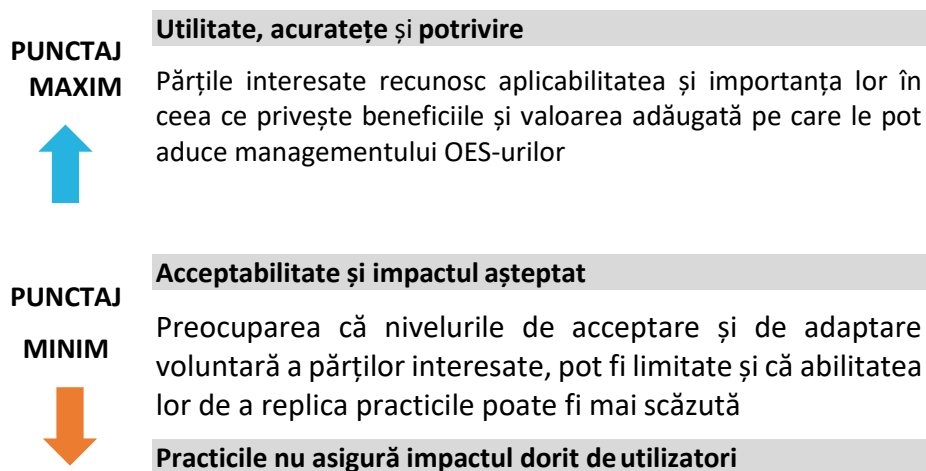 Utilitate, acuratețe și potrivire
PUNCTAJ
MAXIM
Părțile interesate recunosc aplicabilitatea și importanța lor în
ceea ce privește beneficiile și valoarea adăugată pe care le pot
aduce managementului OES-urilor
Acceptabilitate și impactul așteptat
PUNCTAJ
MINIM
Preocuparea că nivelurile de acceptare și de adaptare
voluntară a părților interesate, pot fi limitate și că abilitatea
lor de a replica practicile poate fi mai scăzută
Practicile nu asigură impactul dorit de utilizatori